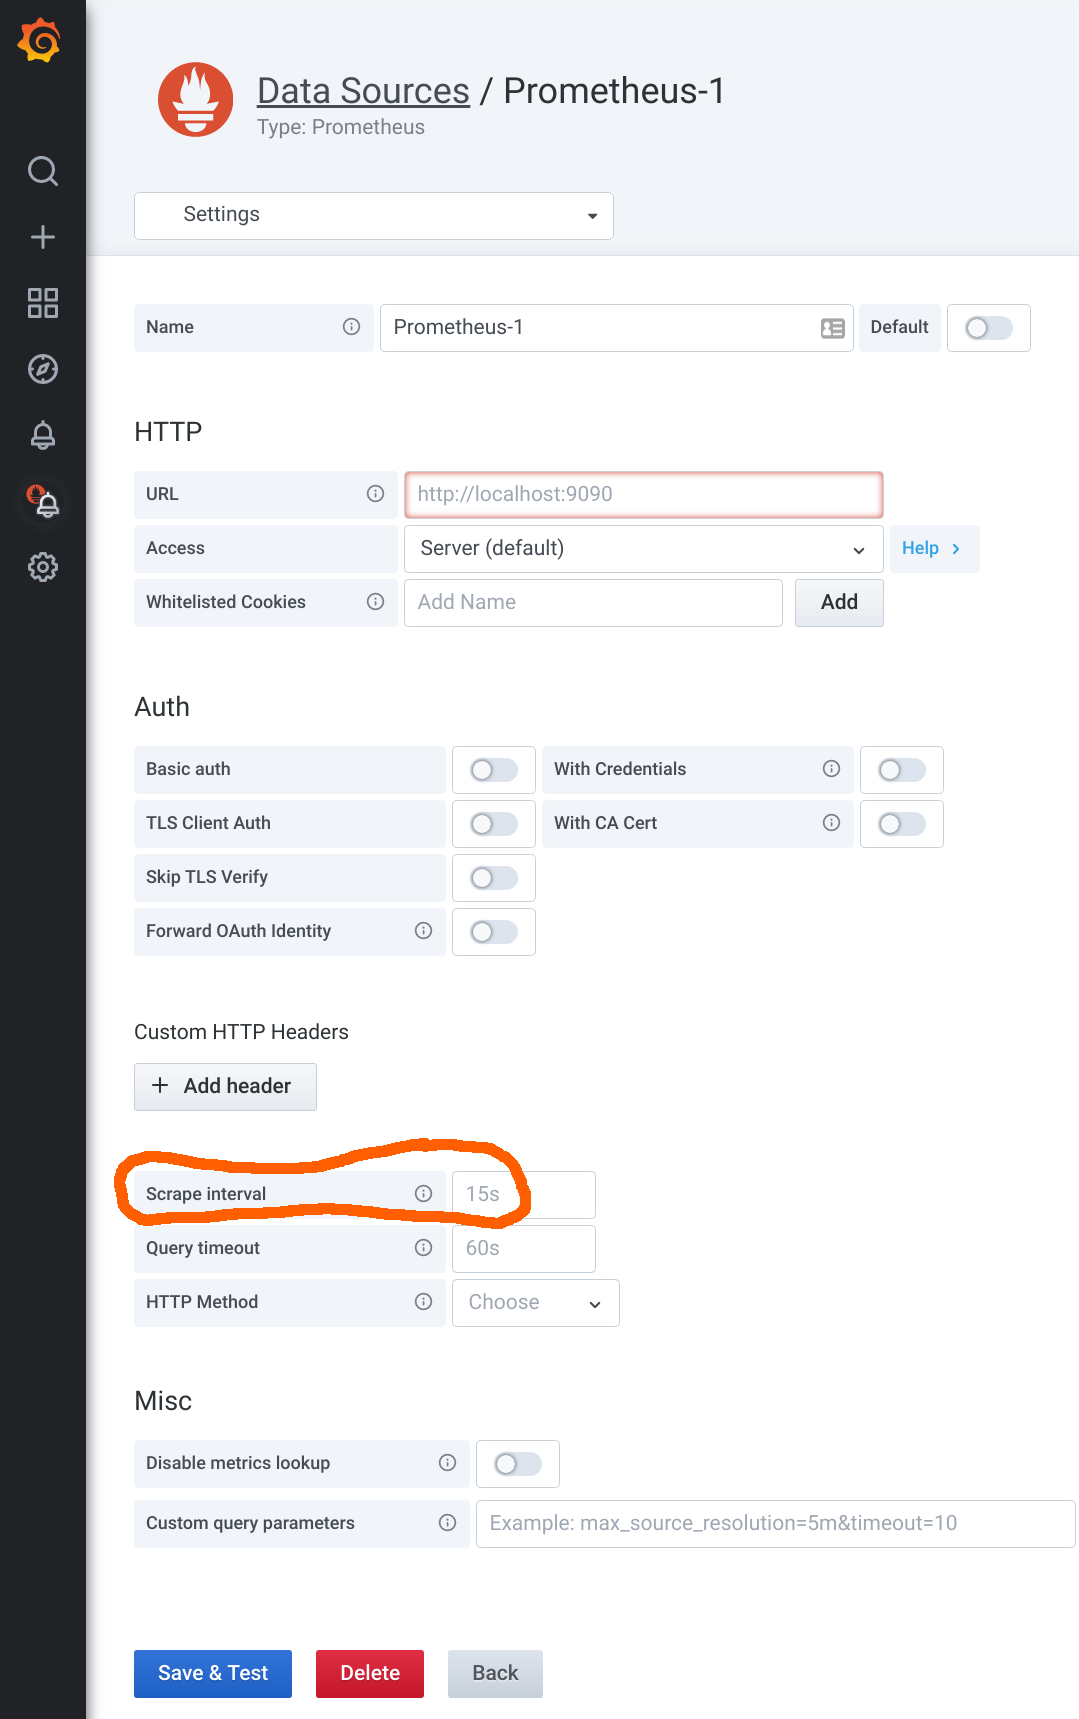 Data Sources / Prometheus-1
Type: Prometheus
Settings
Name Prometheus-1 Default
HTTP
URL http://localhost:9090
Access Server (default) Help
Whitelisted Cookies Add Name Add
Auth
Basic auth With Credentials
TLS Client Auth With CA Cert
Skip TLS Verify
Forward OAuth Identity
Custom HTTP Headers
Add header
Scrape interval 15s
Query timeout 60s
HTTP Method Choose
Misc
Disable metrics lookup
Custom query parameters Example: max_source_resolution=5m&timeout=10
Save & Test Delete Back